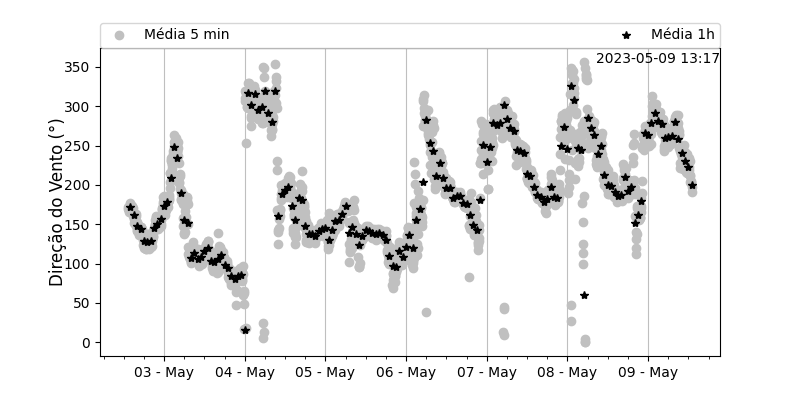 Média 5 min
Média 1h
2023-05-09 13:17
Direção do Vento (°)
350
300
250
200
150
100
50
0
03 - May
04 - May
05 - May
06 - May
07 - May
08 - May
09 - May